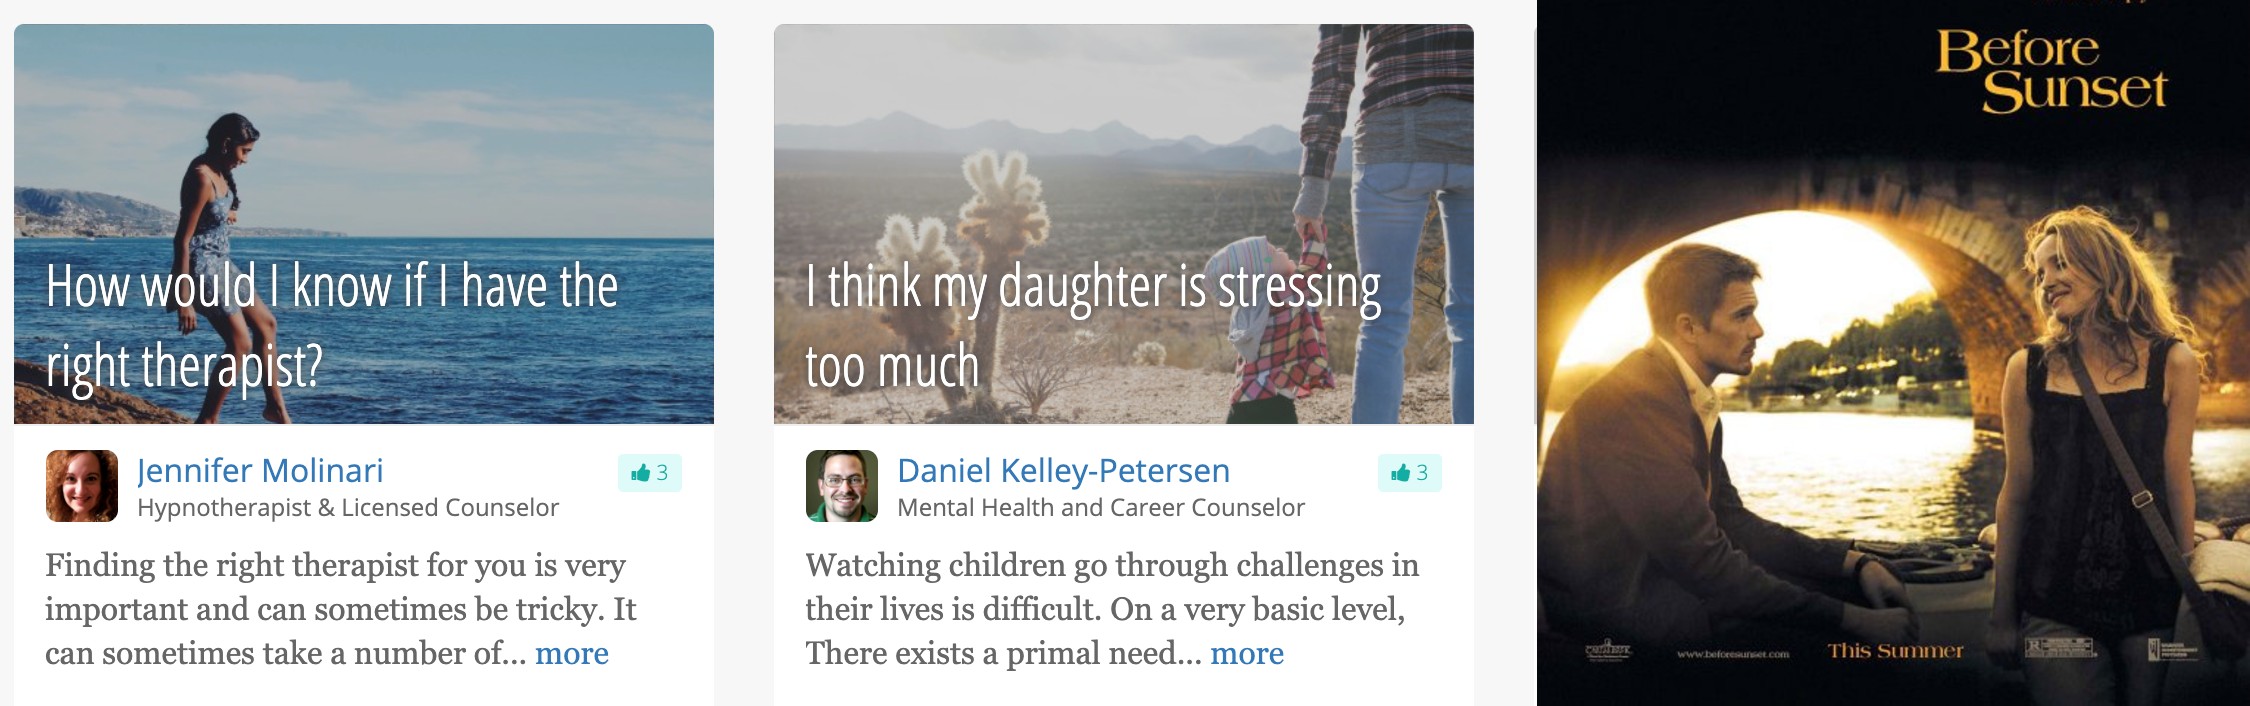 How would I know if I have the
right therapist?
Jennifer Molinari
3
Hypnotherapist & Licensed Counselor
Finding the right therapist for you is very
important and can sometimes be tricky. It
can sometimes take a number of... more
I think my daughter is stressing
too much
Daniel Kelley-Petersen
3
Mental Health and Career Counselor
Watching children go through challenges in
their lives is difficult. On a very basic level,
There exists a primal need... more
Before
Sunset
www.beforesunset.com
This Summer
R